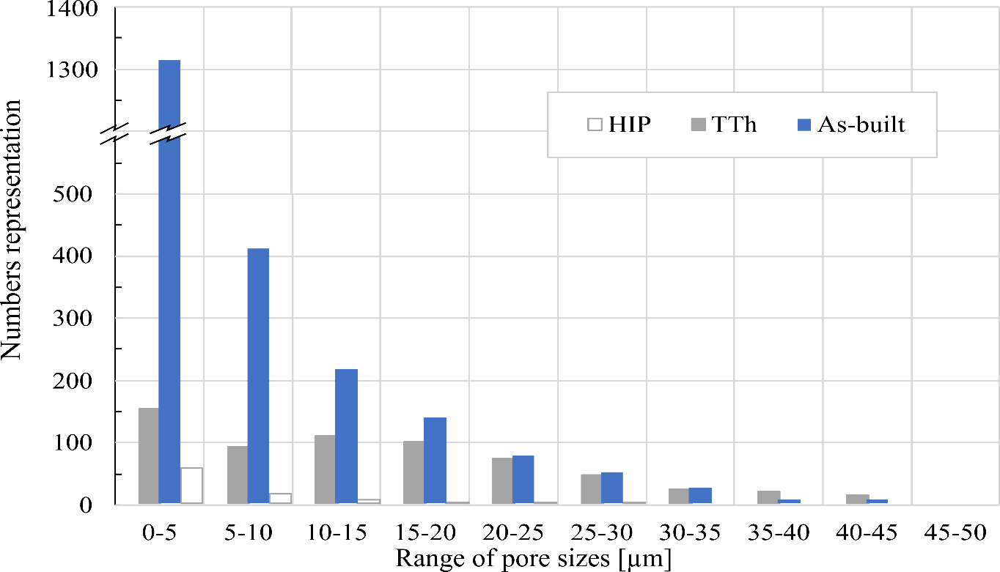 1400
1300
500
400
300
200
100
0
Numbers representation
HIP TTh As-built
0-5 5-10 10-15 15-20 20-25 25-30 30-35 35-40 40-45 45-50
Range of pore sizes [µm]